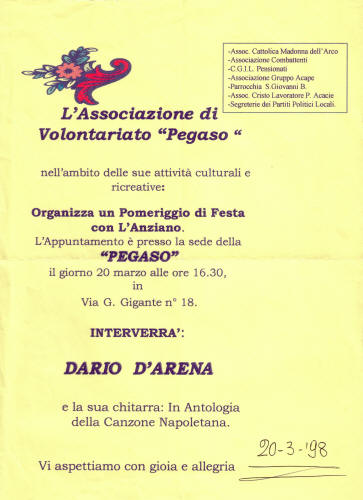 -Assoc. Cattolica Madonna dell'Arco
-Associazione Combattenti
-C.G.I.L. Pensionati
-Associazione Gruppo Acape
-Parrocchia S.Giovanni B.
-Assoc. Cristo Lavoratore P. Acacie
-Segreterie dei Partiti Politici Locali.
L'Associazione di
Volontariato "Pegaso "
nell'ambito delle sue attività culturali e
ricreative:
Organizza un Pomeriggio di Festa
con L'Anziano.
L'Appuntamento è presso la sede della
"PEGASO"
il giorno 20 marzo alle ore 16.30,
in
Via G. Gigante n° 18.
INTERVERRA':
DARIO D'ARENA
e la sua chitarra: In Antologia
della Canzone Napoletana.
20-3-'98
Vi aspettiamo con gioia e allegria